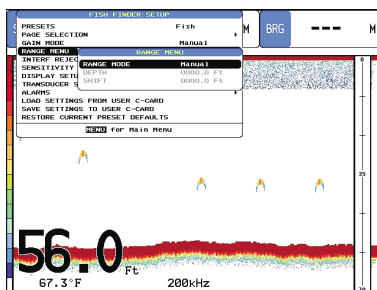 FISH FINDER SETUP
PRESETS Fish
PAGE SELECTION
GAIN MODE Manual
RANGE MENU
RANGE MENU
INTERF REJEC
RANGE MODE Manual
SENSITIVITY
DEPTH 0000.0 Ft
DISPLAY SETU
SHIFT 0000.0 Ft
TRANSDUCER S
ALARMS
LOAD SETTINGS FROM USER C-CARD
SAVE SETTINGS TO USER C-CARD
RESTORE CURRENT PRESET DEFAULTS
MENU for Main Menu
M BRG --- M
0
35
70
56.0 Ft
67.3°F 200kHz